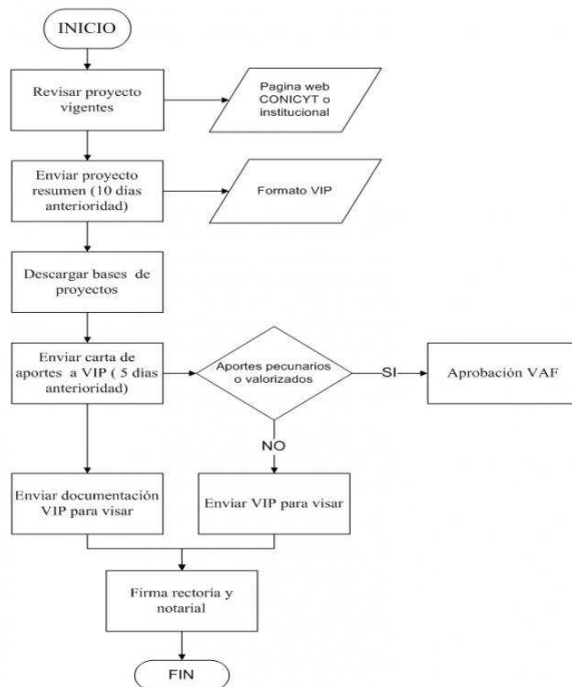 INICIO
Revisar proyecto
vigentes
Pagina web
CONICYT o
institucional
Enviar proyecto
resumen (10 días
anterioridad)
Formato VIP
Descargar bases de
proyectos
Enviar carta de
aportes a VIP ( 5 días
anterioridad)
Aportes pecunarios
o valorizados
SI
Aprobación VAF
NO
Enviar documentación
VIP para visar
Enviar VIP para visar
Firma rectoría y
notarial
FIN